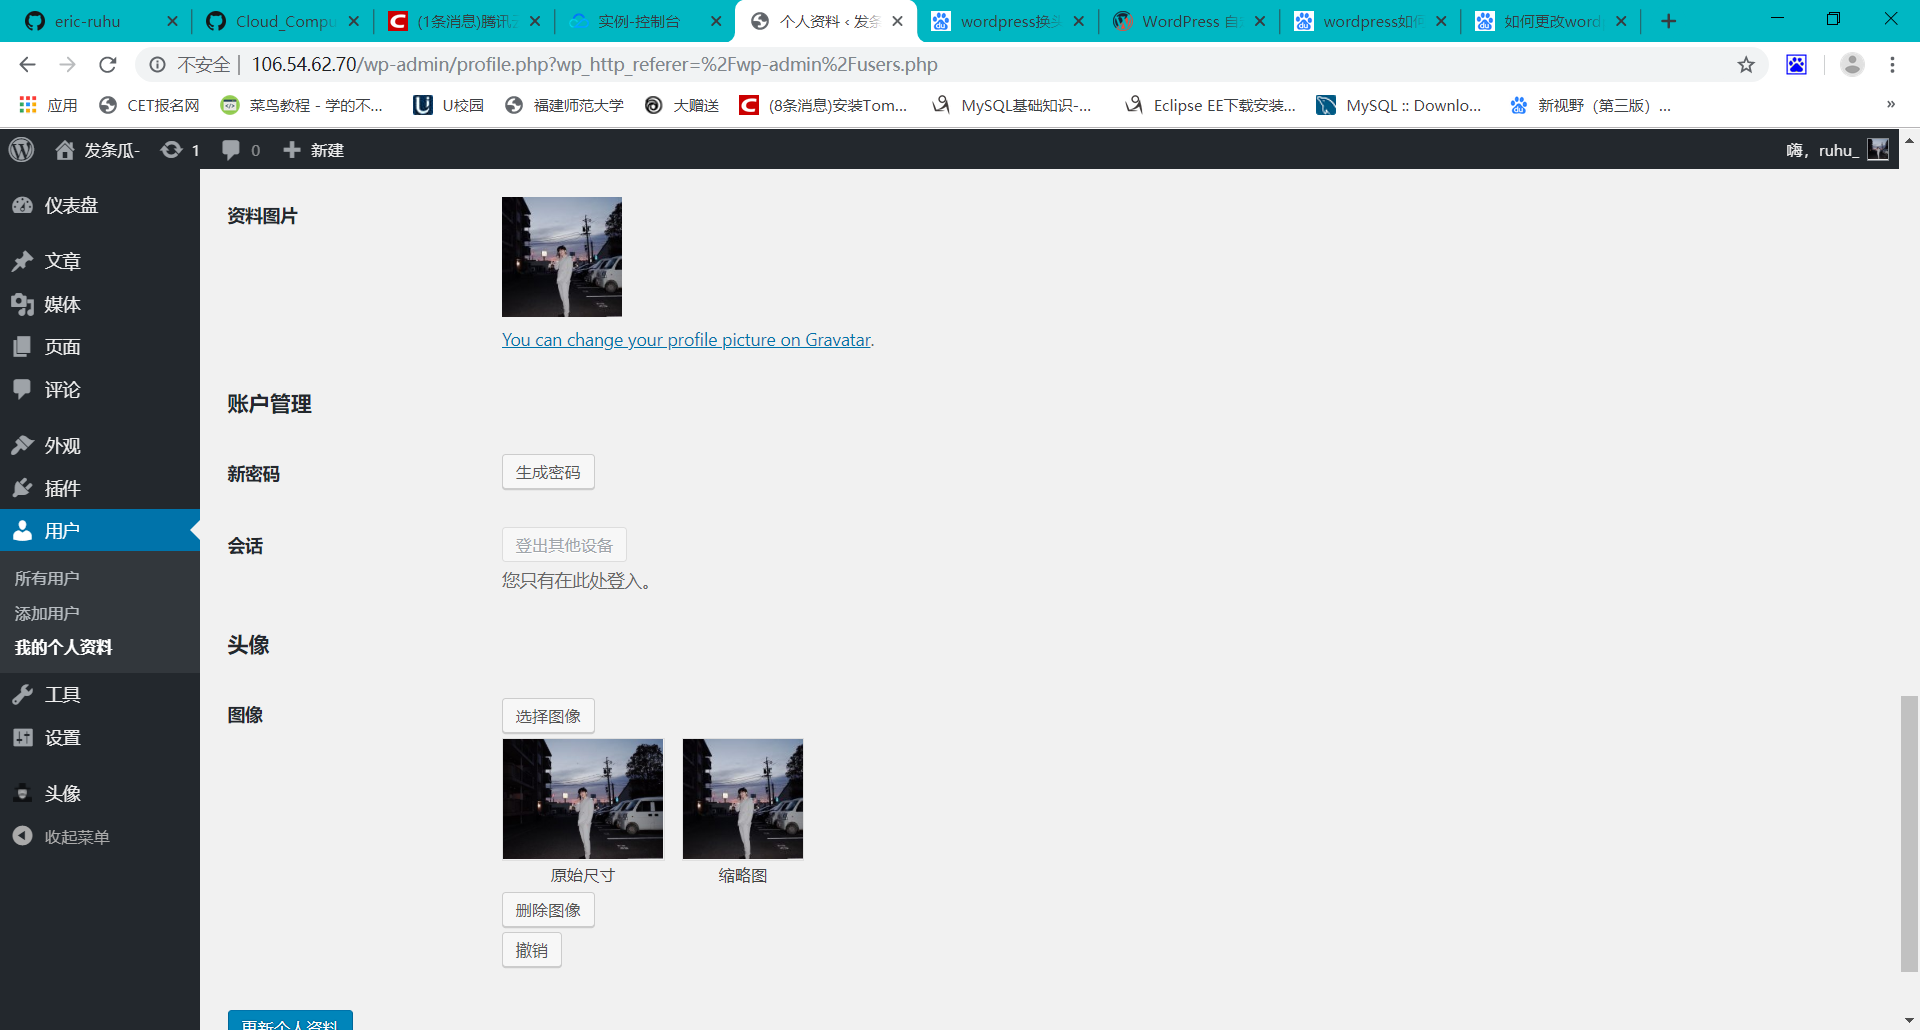 eric-ruhu
Cloud_Compu
(1条消息)腾讯云
实例-控制台
个人资料 ‹ 发条
wordpress换头
WordPress 自
wordpress如何
如何更改word
不安全 | 106.54.62.70/wp-admin/profile.php?wp_http_referer=%2Fwp-admin%2Fusers.php
应用
CET报名网
菜鸟教程 - 学的不...
U校园
福建师范大学
大赠送
(8条消息)安装Tom...
MySQL基础知识-...
Eclipse EE下载安装...
MySQL :: Downlo...
新视野（第三版）...
»
发条瓜-
1
0
新建
嗨，ruhu_
仪表盘
文章
媒体
页面
评论
外观
插件
用户
所有用户
添加用户
我的个人资料
工具
设置
头像
收起菜单
资料图片
You can change your profile picture on Gravatar.
账户管理
新密码
生成密码
会话
登出其他设备
您只有在此处登入。
头像
图像
选择图像
原始尺寸
缩略图
删除图像
撤销
更新个人资料